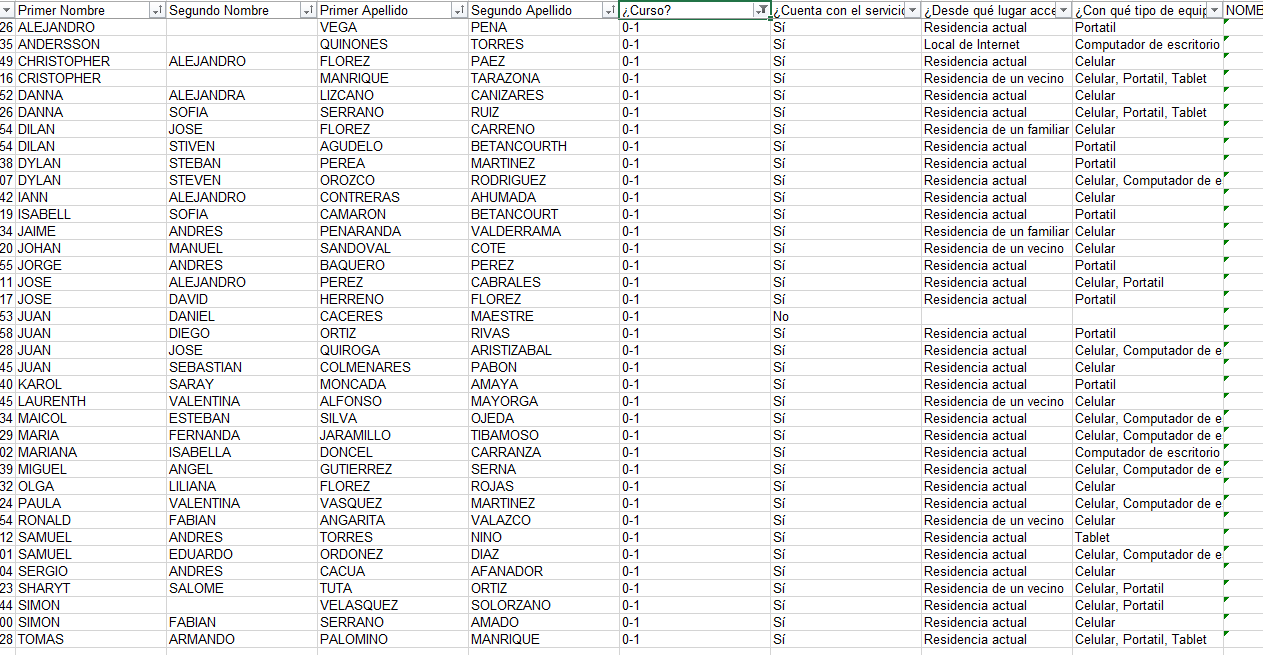 Primer Nombre Segundo Nombre Primer Apellido Segundo Apellido ¿Curso? ¿Cuenta con el servicio ¿Desde qué lugar acce ¿Con qué tipo de equip NOMB
26 ALEJANDRO VEGA PENA 0-1 Sí Residencia actual Portatil
35 ANDERSSON QUINONES TORRES 0-1 Sí Local de Internet Computador de escritorio
49 CHRISTOPHER ALEJANDRO FLOREZ PAEZ 0-1 Sí Residencia actual Celular
16 CRISTOPHER MANRIQUE TARAZONA 0-1 Sí Residencia de un vecino Celular, Portatil, Tablet
52 DANNA ALEJANDRA LIZCANO CANIZARES 0-1 Sí Residencia actual Celular
26 DANNA SOFIA SERRANO RUIZ 0-1 Sí Residencia actual Celular, Portatil, Tablet
54 DILAN JOSE FLOREZ CARRENO 0-1 Sí Residencia de un familiar Celular
54 DILAN STIVEN AGUDELO BETANCOURTH 0-1 Sí Residencia actual Portatil
38 DYLAN STEBAN PEREA MARTINEZ 0-1 Sí Residencia actual Portatil
07 DYLAN STEVEN OROZCO RODRIGUEZ 0-1 Sí Residencia actual Celular, Computador de e
42 IANN ALEJANDRO CONTRERAS AHUMADA 0-1 Sí Residencia actual Celular
19 ISABELL SOFIA CAMARON BETANCOURT 0-1 Sí Residencia actual Portatil
34 JAIME ANDRES PENARANDA VALDERRAMA 0-1 Sí Residencia de un familiar Celular
20 JOHAN MANUEL SANDOVAL COTE 0-1 Sí Residencia de un vecino Celular
55 JORGE ANDRES BAQUERO PEREZ 0-1 Sí Residencia actual Portatil
11 JOSE ALEJANDRO PEREZ CABRALES 0-1 Sí Residencia actual Celular, Portatil
17 JOSE DAVID HERRENO FLOREZ 0-1 Sí Residencia actual Portatil
53 JUAN DANIEL CACERES MAESTRE 0-1 No
58 JUAN DIEGO ORTIZ RIVAS 0-1 Sí Residencia actual Portatil
28 JUAN JOSE QUIROGA ARISTIZABAL 0-1 Sí Residencia actual Celular, Computador de e
45 JUAN SEBASTIAN COLMENARES PABON 0-1 Sí Residencia actual Celular
40 KAROL SARAY MONCADA AMAYA 0-1 Sí Residencia actual Portatil
45 LAURENTH VALENTINA ALFONSO MAYORGA 0-1 Sí Residencia de un vecino Celular
34 MAICOL ESTEBAN SILVA OJEDA 0-1 Sí Residencia actual Celular, Computador de e
29 MARIA FERNANDA JARAMILLO TIBAMOSO 0-1 Sí Residencia actual Celular, Computador de e
02 MARIANA ISABELLA DONCEL CARRANZA 0-1 Sí Residencia actual Computador de escritorio
39 MIGUEL ANGEL GUTIERREZ SERNA 0-1 Sí Residencia actual Celular, Computador de e
32 OLGA LILIANA FLOREZ ROJAS 0-1 Sí Residencia actual Celular
24 PAULA VALENTINA VASQUEZ MARTINEZ 0-1 Sí Residencia actual Celular, Computador de e
54 RONALD FABIAN ANGARITA VALAZCO 0-1 Sí Residencia de un vecino Celular
12 SAMUEL ANDRES TORRES NINO 0-1 Sí Residencia actual Tablet
01 SAMUEL EDUARDO ORDONEZ DIAZ 0-1 Sí Residencia actual Celular, Computador de e
04 SERGIO ANDRES CACUA AFANADOR 0-1 Sí Residencia actual Celular
23 SHARYT SALOME TUTA ORTIZ 0-1 Sí Residencia de un vecino Celular, Portatil
44 SIMON VELASQUEZ SOLORZANO 0-1 Sí Residencia actual Celular, Portatil
00 SIMON FABIAN SERRANO AMADO 0-1 Sí Residencia actual Celular
28 TOMAS ARMANDO PALOMINO MANRIQUE 0-1 Sí Residencia actual Celular, Portatil, Tablet